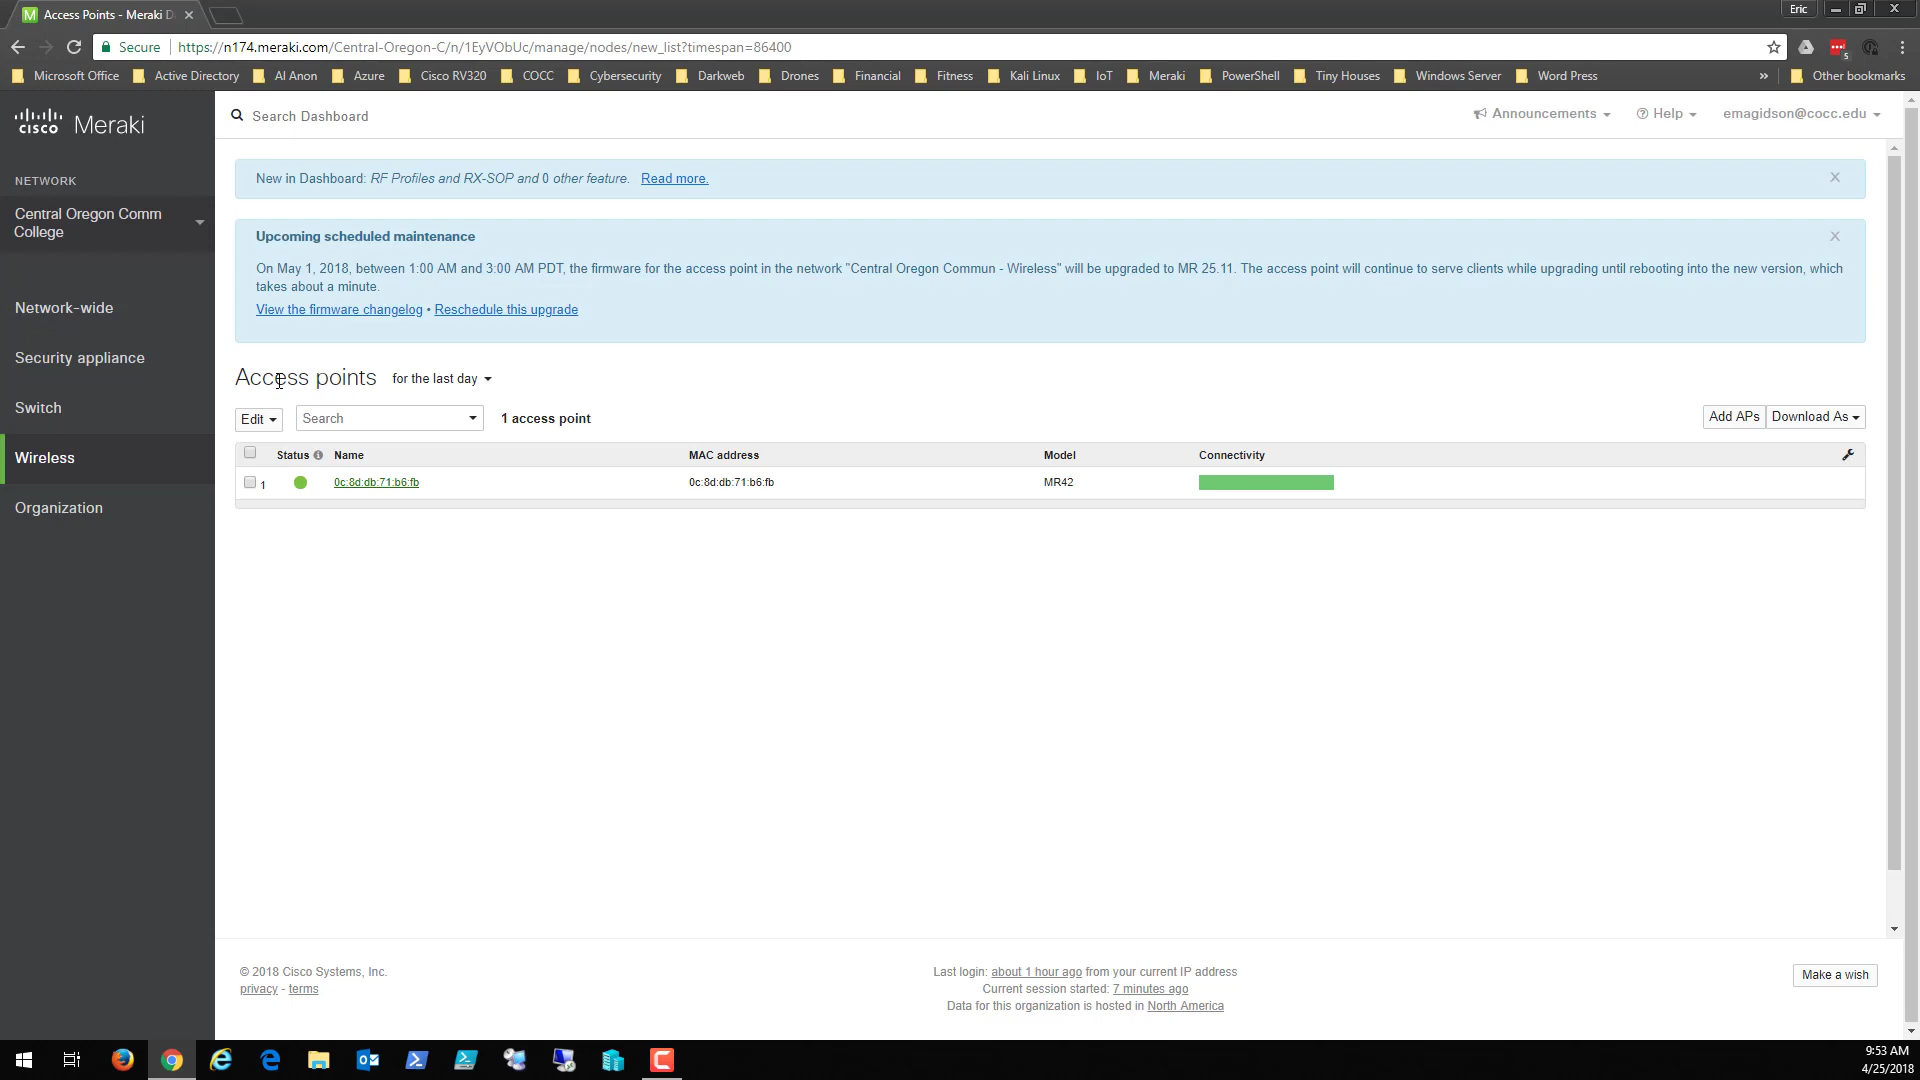 Access Points - Meraki D
Eric
Secure
https://n174.meraki.com/Central-Oregon-C/n/1EyVObUc/manage/nodes/new_list?timespan=86400
5
Microsoft Office
Active Directory
AI Anon
Azure
Cisco RV320
COCC
Cybersecurity
Darkweb
Drones
Financial
Fitness
Kali Linux
IoT
Meraki
PowerShell
Tiny Houses
Windows Server
Word Press
»
Other bookmarks
cisco Meraki
Search Dashboard
Announcements
Help
emagidson@cocc.edu
NETWORK
Central Oregon Comm
College
Network-wide
Security appliance
Switch
Wireless
Organization
New in Dashboard: RF Profiles and RX-SOP and 0 other feature. Read more.
X
Upcoming scheduled maintenance
X
On May 1, 2018, between 1:00 AM and 3:00 AM PDT, the firmware for the access point in the network "Central Oregon Commun - Wireless" will be upgraded to MR 25.11. The access point will continue to serve clients while upgrading until rebooting into the new version, which
takes about a minute.
View the firmware changelog • Reschedule this upgrade
Access points for the last day
Edit
Search
1 access point
Add APs
Download As
Status
Name
MAC address
Model
Connectivity
1
0c:8d:db:71:b6:fb
0c:8d:db:71:b6:fb
MR42
© 2018 Cisco Systems, Inc.
privacy - terms
Last login: about 1 hour ago from your current IP address
Current session started: 7 minutes ago
Data for this organization is hosted in North America
Make a wish
9:53 AM
4/25/2018